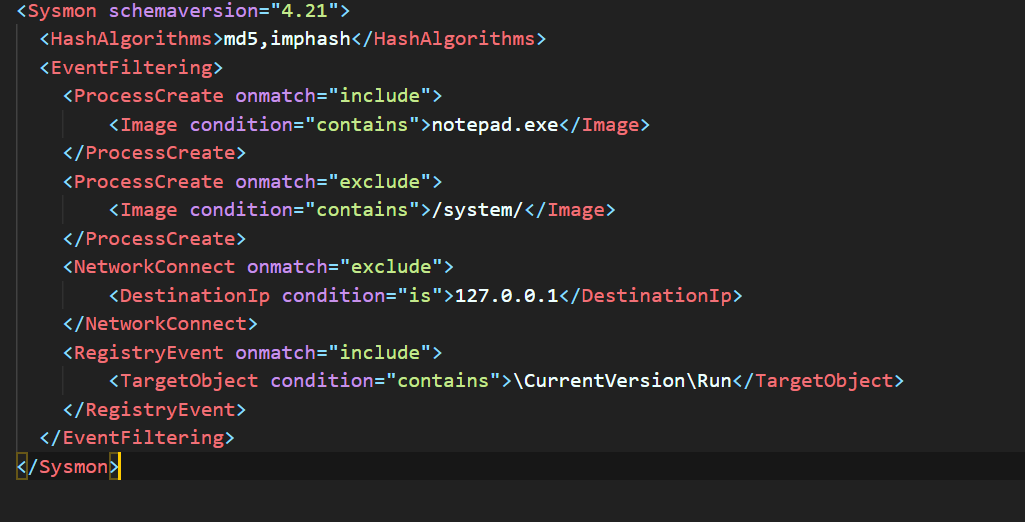 <Sysmon schemaversion="4.21">
<HashAlgorithms>md5,imphash</HashAlgorithms>
<EventFiltering>
<ProcessCreate onmatch="include">
<Image condition="contains">notepad.exe</Image>
</ProcessCreate>
<ProcessCreate onmatch="exclude">
<Image condition="contains">/system/</Image>
</ProcessCreate>
<NetworkConnect onmatch="exclude">
<DestinationIp condition="is">127.0.0.1</DestinationIp>
</NetworkConnect>
<RegistryEvent onmatch="include">
<TargetObject condition="contains">\CurrentVersion\Run</TargetObject>
</RegistryEvent>
</EventFiltering>
</Sysmon>